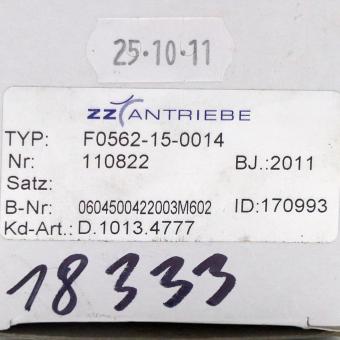 25·10·11
ZZ ANTRIEBE
TYP: F0562-15-0014
Nr: 110822 BJ.:2011
Satz:
B-Nr: 0604500422003M602 ID:170993
Kd-Art.: D.1013.4777
18333